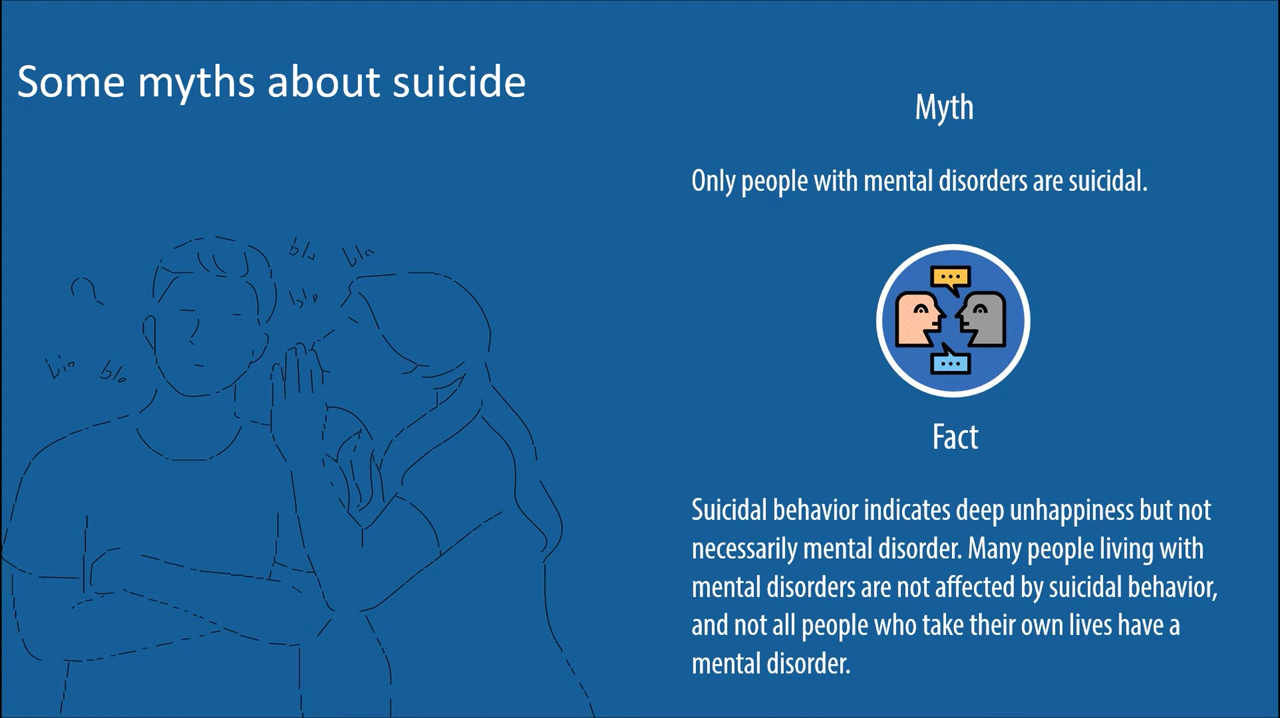 Some myths about suicide
Myth
Only people with mental disorders are suicidal.
Fact
Suicidal behavior indicates deep unhappiness but not
necessarily mental disorder. Many people living with
mental disorders are not affected by suicidal behavior,
and not all people who take their own lives have a
mental disorder.